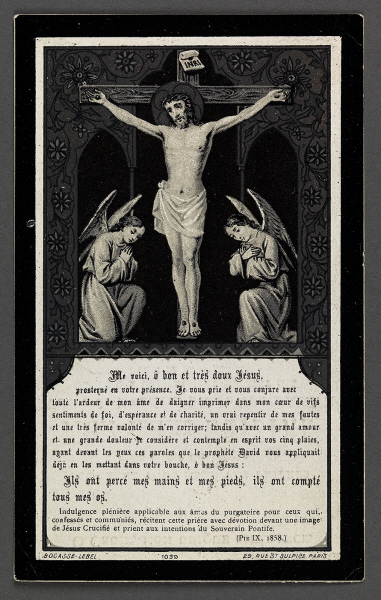 INRI
Me voici, ô bon et très doux Jésus,
prosterné en votre présence. Je vous prie et vous conjure avec
toute l'ardeur de mon âme de daigner imprimer dans mon cœur de vifs
sentiments de foi, d'espérance et de charité, un vrai repentir de mes fautes
et une très ferme volonté de m'en corriger; tandis qu'avec un grand amour
et une grande douleur je considère et contemple en esprit vos cinq plaies,
ayant devant les yeux ces paroles que le prophète David vous appliquait
déjà en les mettant dans votre bouche, ô bon Jésus :
Ils ont percé mes mains et mes pieds, ils ont compté
tous mes os.
Indulgence plénière applicable aux âmes du purgatoire pour ceux qui,
confessés et communiés, récitent cette prière avec dévotion devant une image
de Jésus Crucifié et prient aux intentions du Souverain Pontife.
(PIE IX, 1858.)
BOUASSE-LEBEL 1039 29, RUE ST SULPICE, PARIS